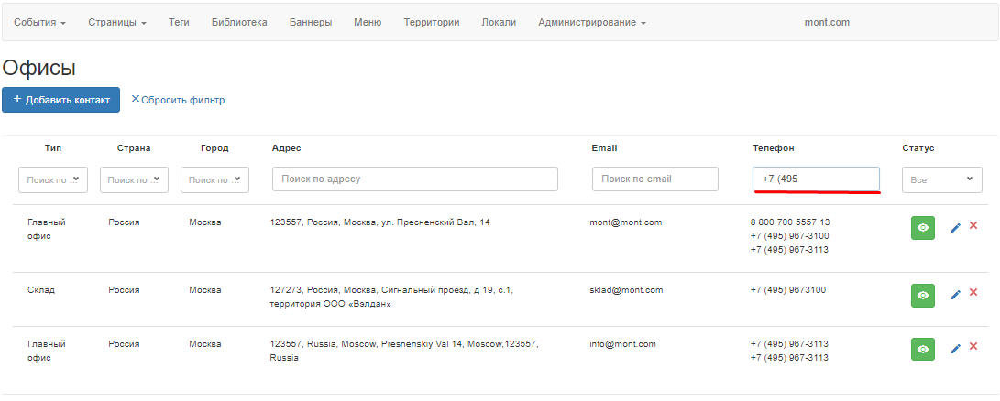 События Страницы Теги Библиотека Баннеры Меню Территории Локали Администрирование mont.com
Офисы
+ Добавить контакт ×Сбросить фильтр
Тип Страна Город Адрес Email Телефон Статус
Поиск по ... Поиск по ... Поиск по ... Поиск по адресу Поиск по email +7 (495 Все
Главный Россия Москва 123557, Россия, Москва, ул. Пресненский Вал, 14 mont@mont.com 8 800 700 5557 13
офис +7 (495) 967-3100
+7 (495) 967-3113
Склад Россия Москва 127273, Россия, Москва, Сигнальный проезд, д 19, с.1, sklad@mont.com +7 (495) 9673100
территория ООО «Вэлдан»
Главный Россия Москва 123557, Russia, Moscow, Presnenskiy Val 14, Moscow,123557, info@mont.com +7 (495) 967-3113
офис Russia +7 (495) 967-3113